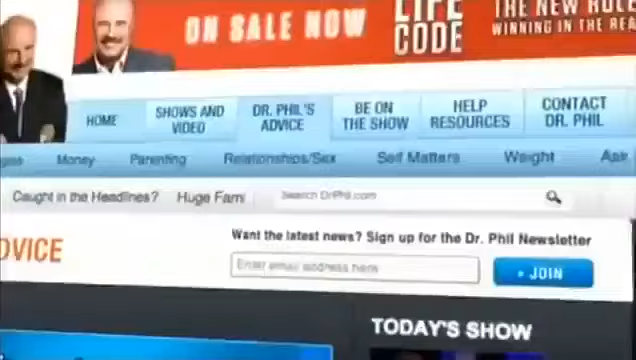 ON SALE NOW
LIFE
CODE
THE NEW RULE
WINNING IN THE REA
HOME
SHOWS AND
VIDEO
DR. PHIL'S
ADVICE
BE ON
THE SHOW
HELP
RESOURCES
CONTACT
DR. PHIL
Money
Parenting
Relationships/Sex
Self Matters
Weight
Ask
Caught in the Headlines?
Huge Fami
Search DrPhil.com
DVICE
Want the latest news? Sign up for the Dr. Phil Newsletter
Enter email address here
» JOIN
TODAY'S SHOW